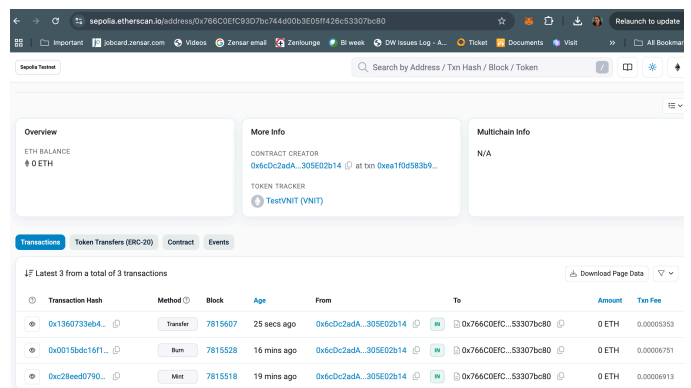 sepolia.etherscan.io/address/0x766C0EfC93D7bc744d00b3E05ff426c53307bc80
Relaunch to update
Important jobcard.zensar.com Videos Zensar email Zenlounge BI week DW Issues Log - A... Ticket Documents Visit » All Bookmar
Sepolia Testnet
Search by Address / Txn Hash / Block / Token /
Overview
ETH BALANCE
0 ETH
More Info
CONTRACT CREATOR
0x6cDc2adA...305E02b14 at txn 0xea1f0d583b9...
TOKEN TRACKER
TestVNIT (VNIT)
Multichain Info
N/A
Transactions Token Transfers (ERC-20) Contract Events
Latest 3 from a total of 3 transactions
Download Page Data
Transaction Hash Method Block Age From To Amount Txn Fee
0x1360733eb4... Transfer 7815607 25 secs ago 0x6cDc2adA...305E02b14 IN 0x766C0EfC...53307bc80 0 ETH 0.00005353
0x0015bdc16f1... Burn 7815528 16 mins ago 0x6cDc2adA...305E02b14 IN 0x766C0EfC...53307bc80 0 ETH 0.00006751
0xc28eed0790... Mint 7815518 19 mins ago 0x6cDc2adA...305E02b14 IN 0x766C0EfC...53307bc80 0 ETH 0.00006913